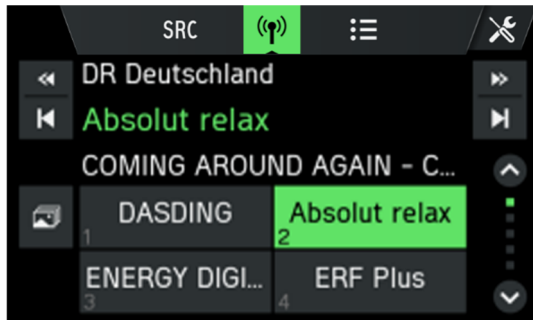 SRC
DR Deutschland
Absolut relax
COMING AROUND AGAIN - C...
DASDING
1
Absolut relax
2
ENERGY DIGI...
3
ERF Plus
4